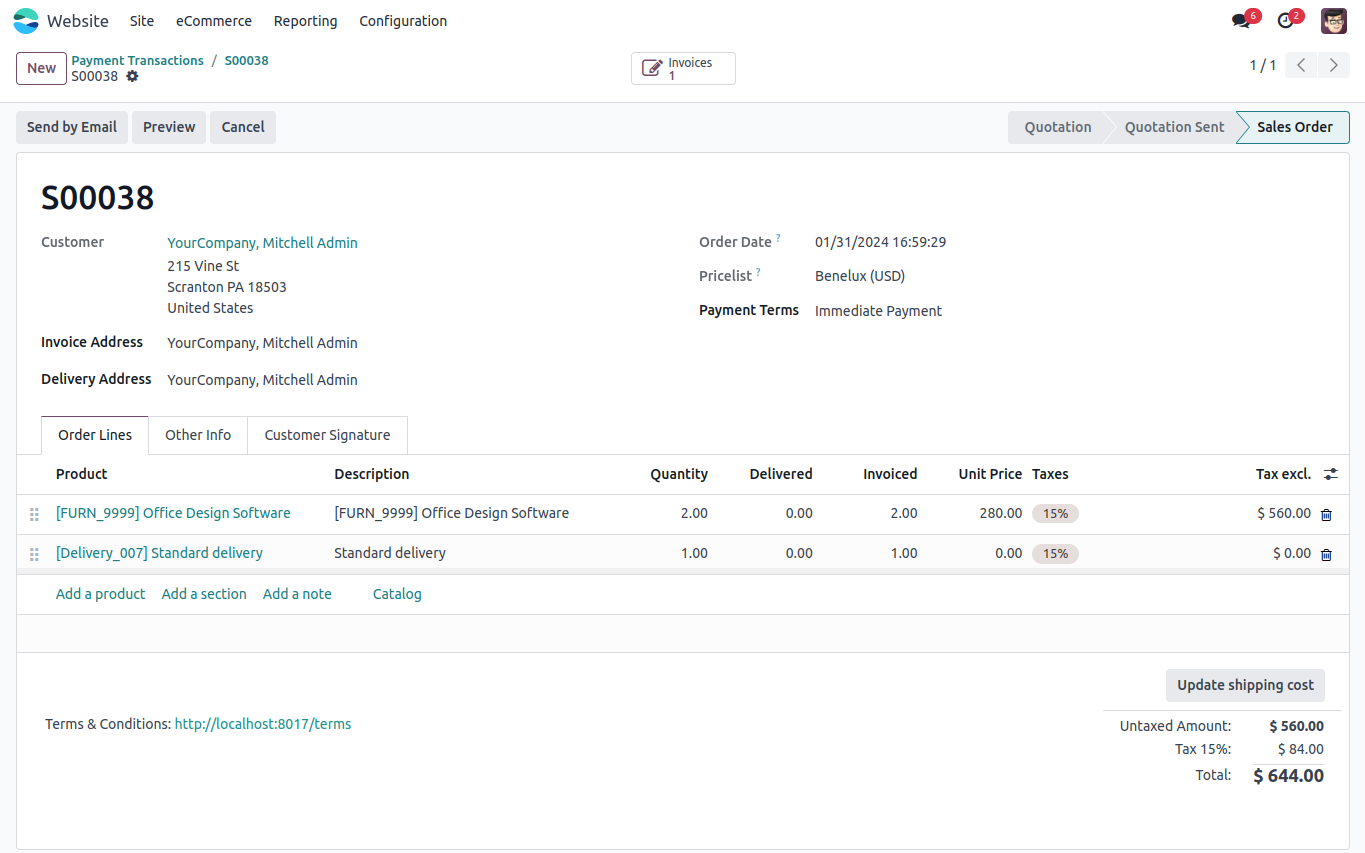 Website Site eCommerce Reporting Configuration 6 2
New Payment Transactions / S00038
S00038
Invoices
1
1 / 1
Send by Email Preview Cancel Quotation Quotation Sent Sales Order
S00038
Customer YourCompany, Mitchell Admin
215 Vine St
Scranton PA 18503
United States
Invoice Address YourCompany, Mitchell Admin
Delivery Address YourCompany, Mitchell Admin
Order Date ? 01/31/2024 16:59:29
Pricelist ? Benelux (USD)
Payment Terms Immediate Payment
Order Lines Other Info Customer Signature
Product Description Quantity Delivered Invoiced Unit Price Taxes Tax excl.
[FURN_9999] Office Design Software [FURN_9999] Office Design Software 2.00 0.00 2.00 280.00 15% $ 560.00
[Delivery_007] Standard delivery Standard delivery 1.00 0.00 1.00 0.00 15% $ 0.00
Add a product Add a section Add a note Catalog
Update shipping cost
Terms & Conditions: http://localhost:8017/terms
Untaxed Amount: $ 560.00
Tax 15%: $ 84.00
Total: $ 644.00